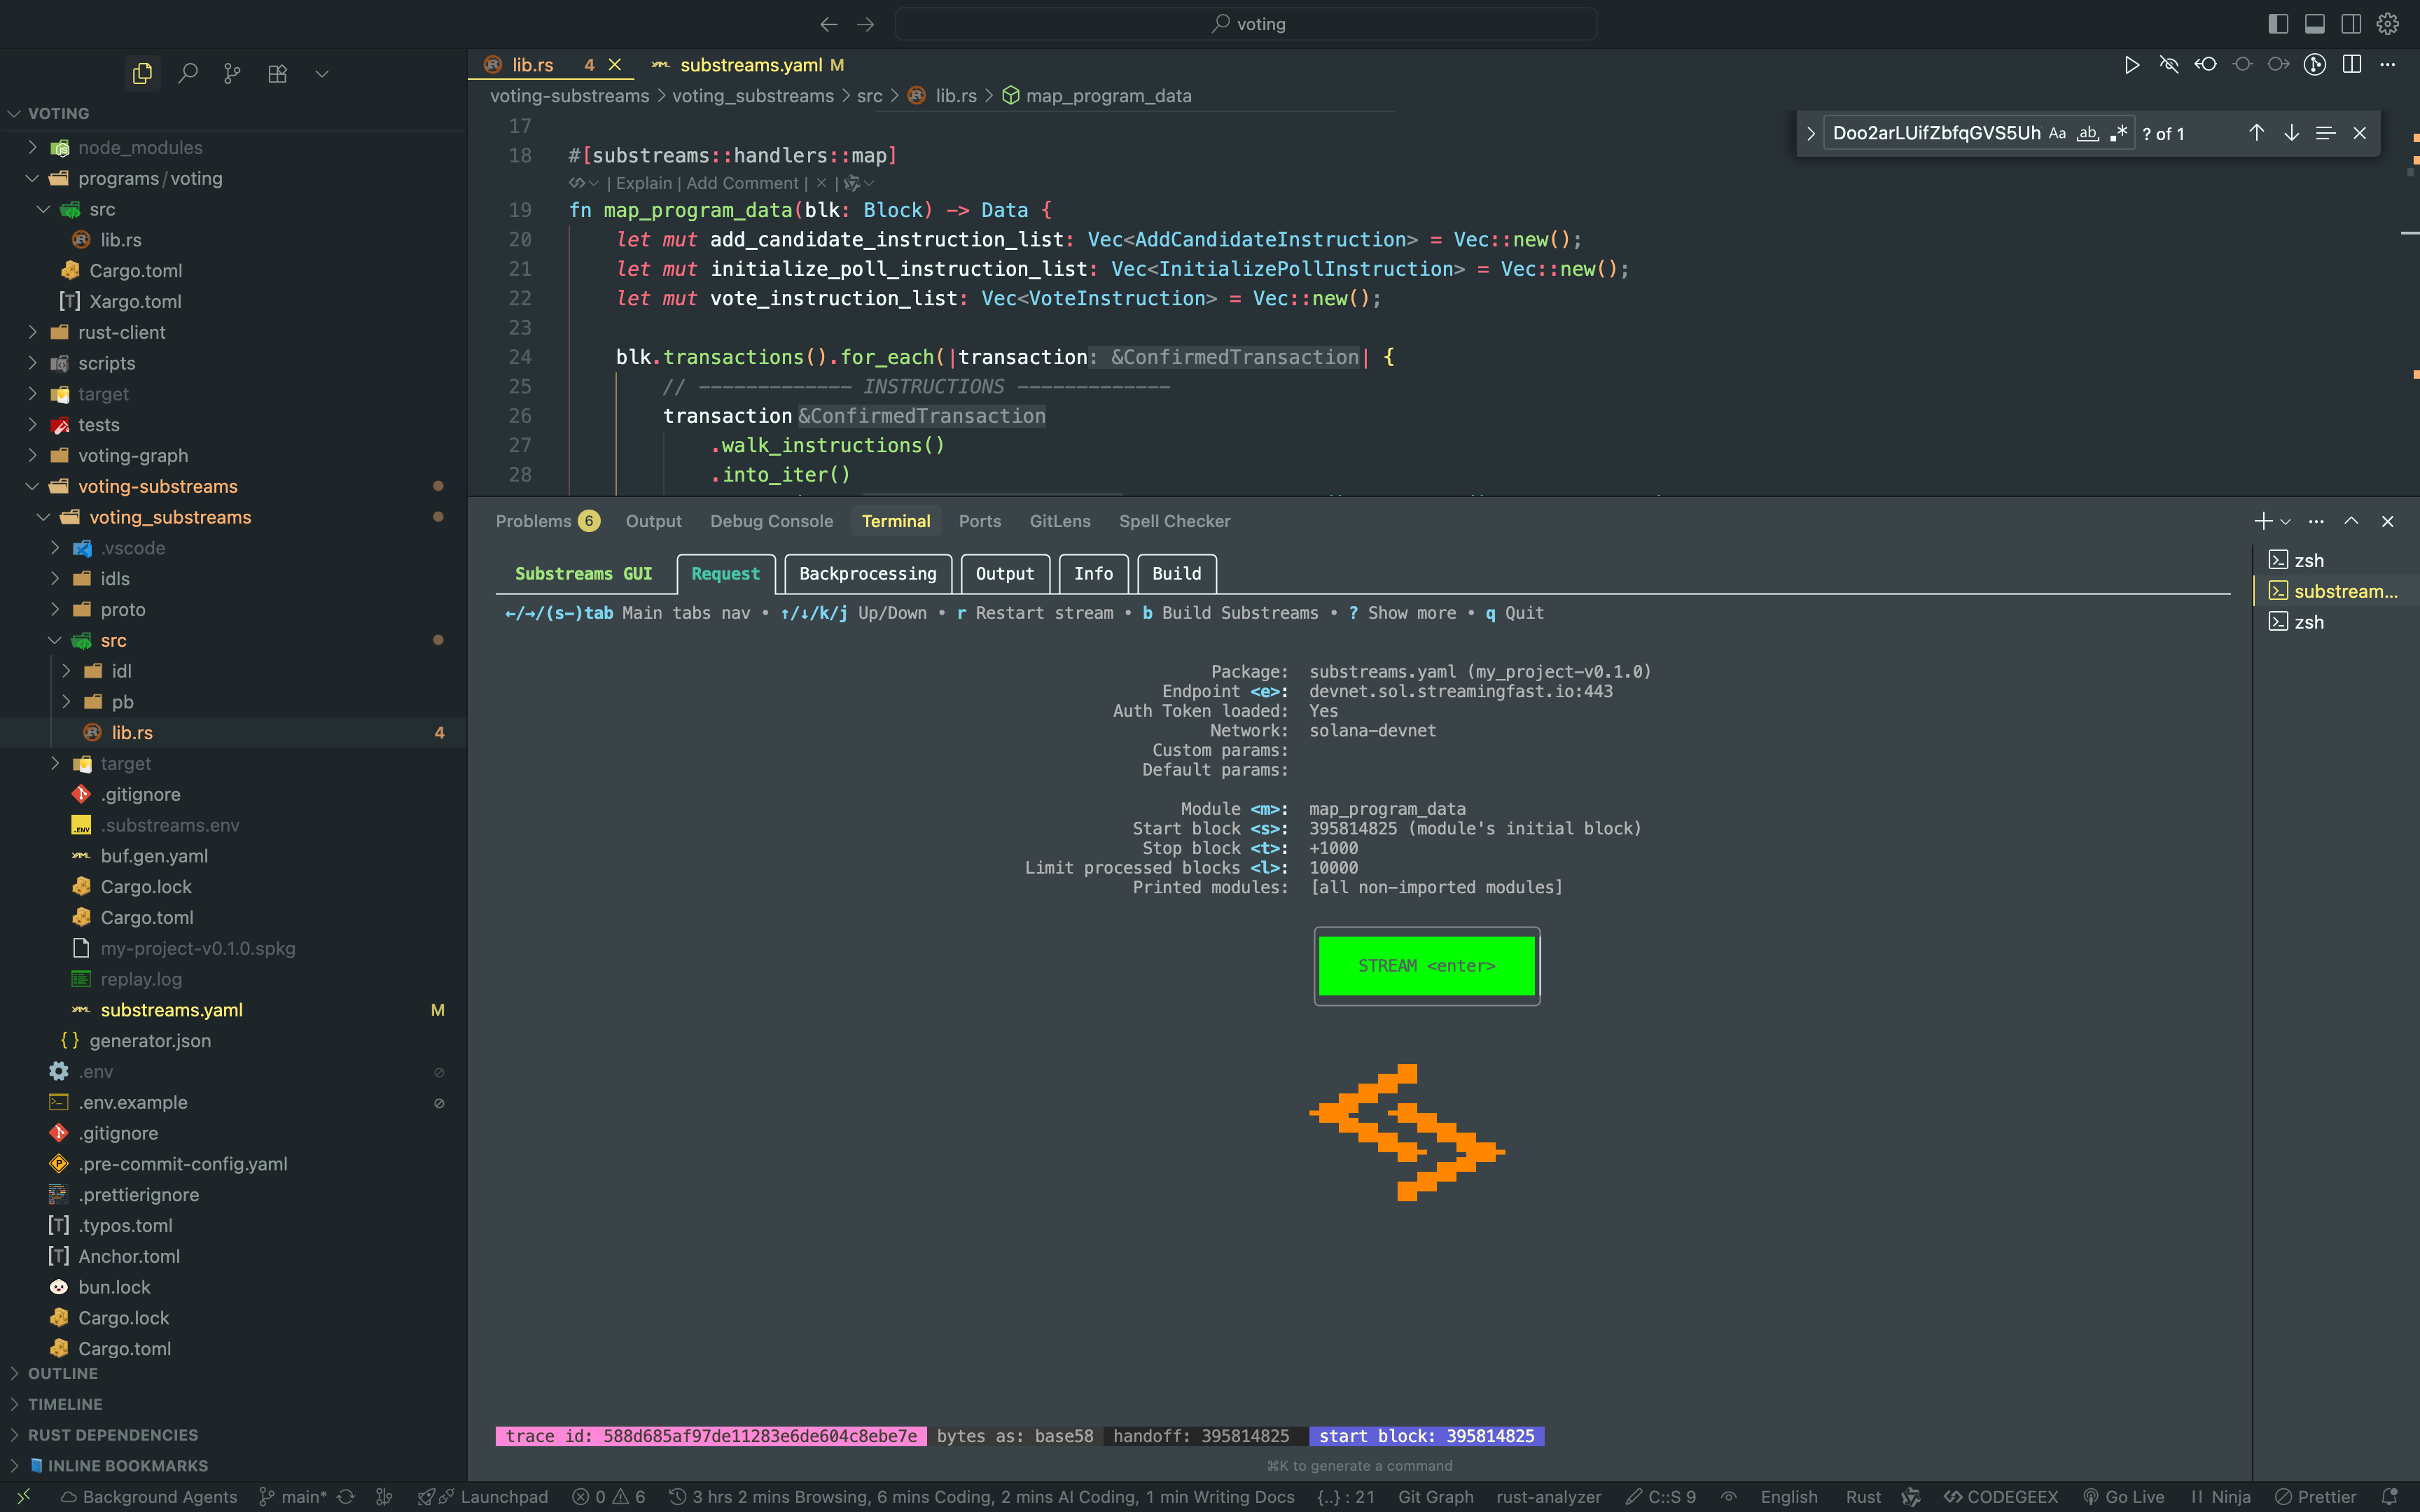 voting
VOTING
node_modules
programs/voting
src
lib.rs
Cargo.toml
Xargo.toml
rust-client
scripts
target
tests
voting-graph
voting-substreams
voting_substreams
.vscode
idls
proto
src
idl
pb
lib.rs 4
target
.gitignore
.substreams.env
buf.gen.yaml
Cargo.lock
Cargo.toml
my-project-v0.1.0.spkg
replay.log
substreams.yaml M
generator.json
.env
.env.example
.gitignore
.pre-commit-config.yaml
.prettierignore
.typos.toml
Anchor.toml
bun.lock
Cargo.lock
Cargo.toml
OUTLINE
TIMELINE
RUST DEPENDENCIES
INLINE BOOKMARKS
lib.rs 4 substreams.yaml M
voting-substreams > voting_substreams > src > lib.rs > map_program_data
Doo2arLUifZbfqGVS5Uh Aa ab .* ? of 1
17
18 #[substreams::handlers::map]
| Explain | Add Comment | × |
19 fn map_program_data(blk: Block) -> Data {
20 let mut add_candidate_instruction_list: Vec<AddCandidateInstruction> = Vec::new();
21 let mut initialize_poll_instruction_list: Vec<InitializePollInstruction> = Vec::new();
22 let mut vote_instruction_list: Vec<VoteInstruction> = Vec::new();
23
24 blk.transactions().for_each(|transaction: &ConfirmedTransaction| {
25 // ------------- INSTRUCTIONS -------------
26 transaction &ConfirmedTransaction
27 .walk_instructions()
28 .into_iter()
Problems 6 Output Debug Console Terminal Ports GitLens Spell Checker
Substreams GUI Request Backprocessing Output Info Build
←/→/(s-)tab Main tabs nav • ↑/↓/k/j Up/Down • r Restart stream • b Build Substreams • ? Show more • q Quit
Package: substreams.yaml (my_project-v0.1.0)
Endpoint <e>: devnet.sol.streamingfast.io:443
Auth Token loaded: Yes
Network: solana-devnet
Custom params:
Default params:
Module <m>: map_program_data
Start block <s>: 395814825 (module's initial block)
Stop block <t>: +1000
Limit processed blocks <l>: 10000
Printed modules: [all non-imported modules]
STREAM <enter>
trace id: 588d685af97de11283e6de604c8ebe7e bytes as: base58 handoff: 395814825 start block: 395814825
⌘K to generate a command
zsh
substream...
zsh
Background Agents main* Launchpad 0 6 3 hrs 2 mins Browsing, 6 mins Coding, 2 mins AI Coding, 1 min Writing Docs {..} : 21 Git Graph rust-analyzer C::S 9 English Rust CODEGEEX Go Live Ninja Prettier